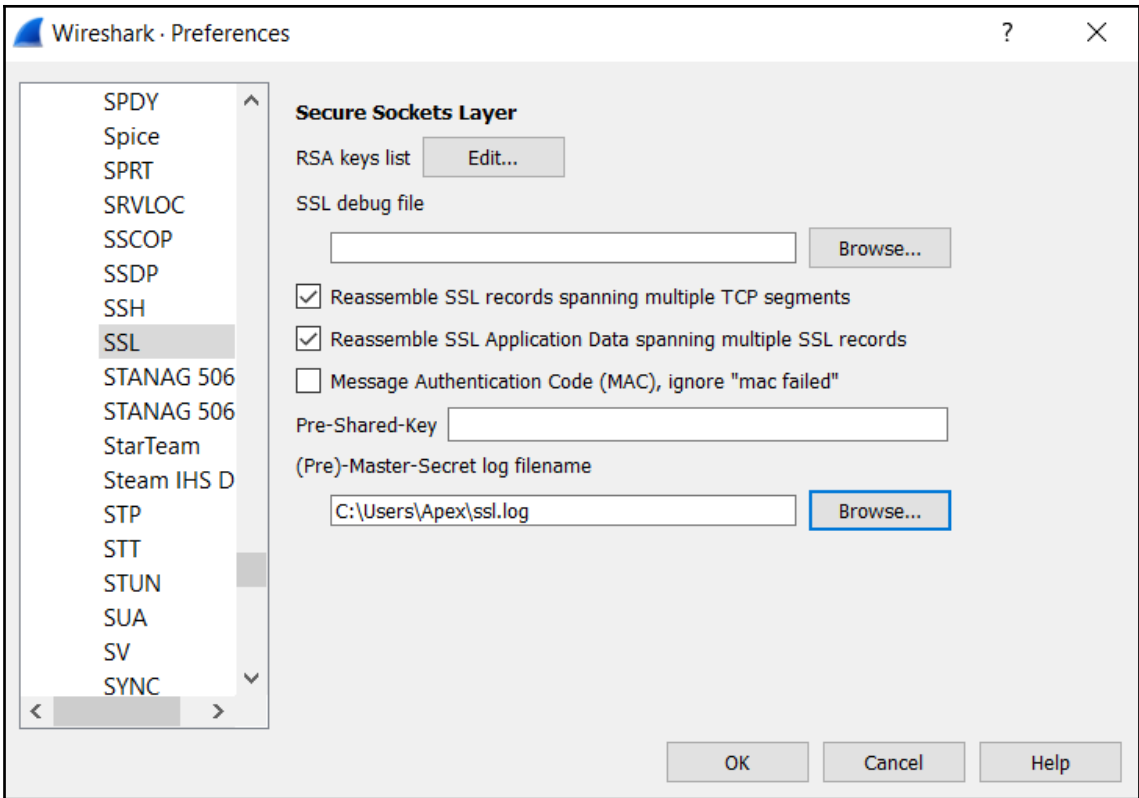 Wireshark · Preferences
?
SPDY
Spice
SPRT
SRVLOC
SSCOP
SSDP
SSH
SSL
STANAG 506
STANAG 506
StarTeam
Steam IHS D
STP
STT
STUN
SUA
SV
SYNC
Secure Sockets Layer
RSA keys list Edit...
SSL debug file
Browse...
Reassemble SSL records spanning multiple TCP segments
Reassemble SSL Application Data spanning multiple SSL records
Message Authentication Code (MAC), ignore "mac failed"
Pre-Shared-Key
(Pre)-Master-Secret log filename
C:\Users\Apex\ssl.log Browse...
OK Cancel Help